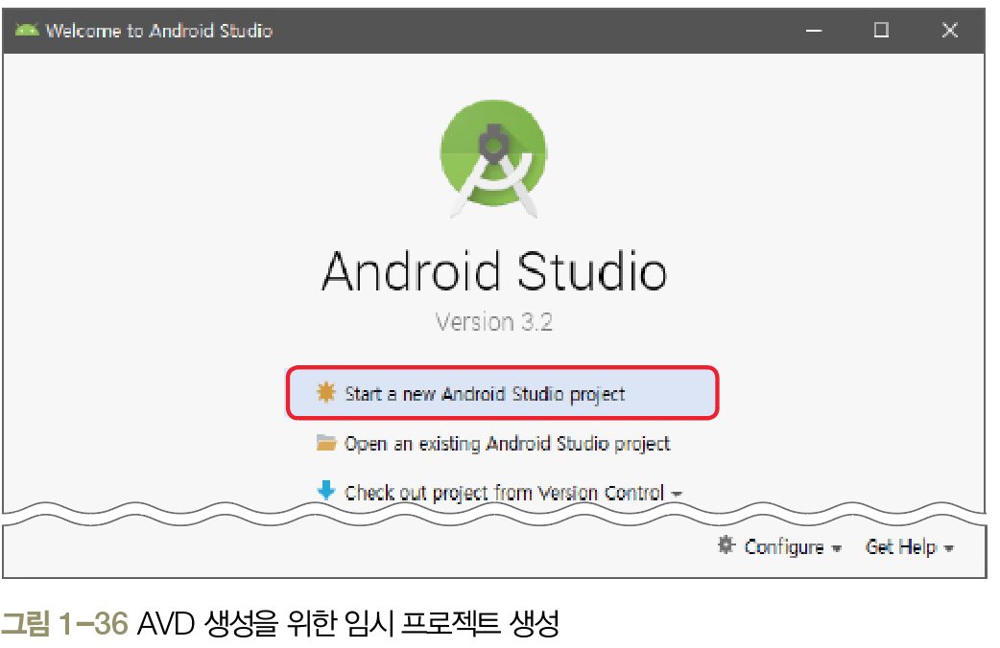 Welcome to Android Studio
Android Studio
Version 3.2
Start a new Android Studio project
Open an existing Android Studio project
Check out project from Version Control
Configure Get Help
그림 1-36 AVD 생성을 위한 임시 프로젝트 생성